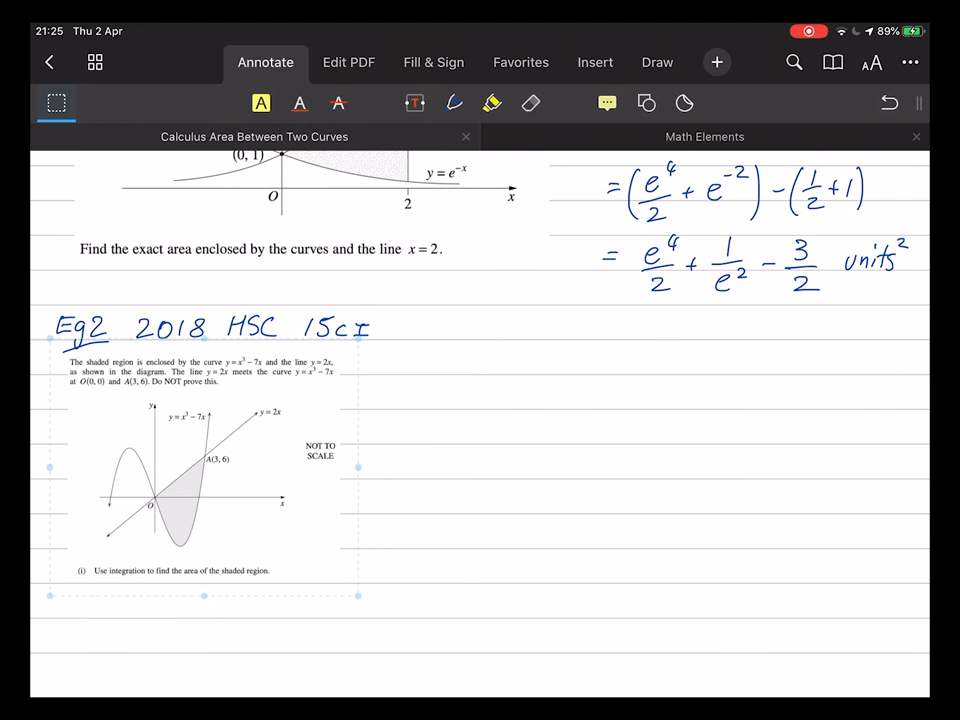 21:25 Thu 2 Apr 89%
Annotate Edit PDF Fill & Sign Favorites Insert Draw +
A A A T AA
Calculus Area Between Two Curves × Math Elements ×
(0, 1)
y = e^{-x}
O 2 x
Find the exact area enclosed by the curves and the line x = 2.
= (e^4/2 + e^{-2}) - (1/2 + 1)
= e^4/2 + 1/e^2 - 3/2 units^2
Eg2 2018 HSC 15cI
The shaded region is enclosed by the curve y = x³ – 7x and the line y = 2x,
as shown in the diagram. The line y = 2x meets the curve y = x³ – 7x
at O(0, 0) and A(3, 6). Do NOT prove this.
y
y = x³ – 7x
y = 2x
A(3, 6)
NOT TO
SCALE
O
x
(i) Use integration to find the area of the shaded region.